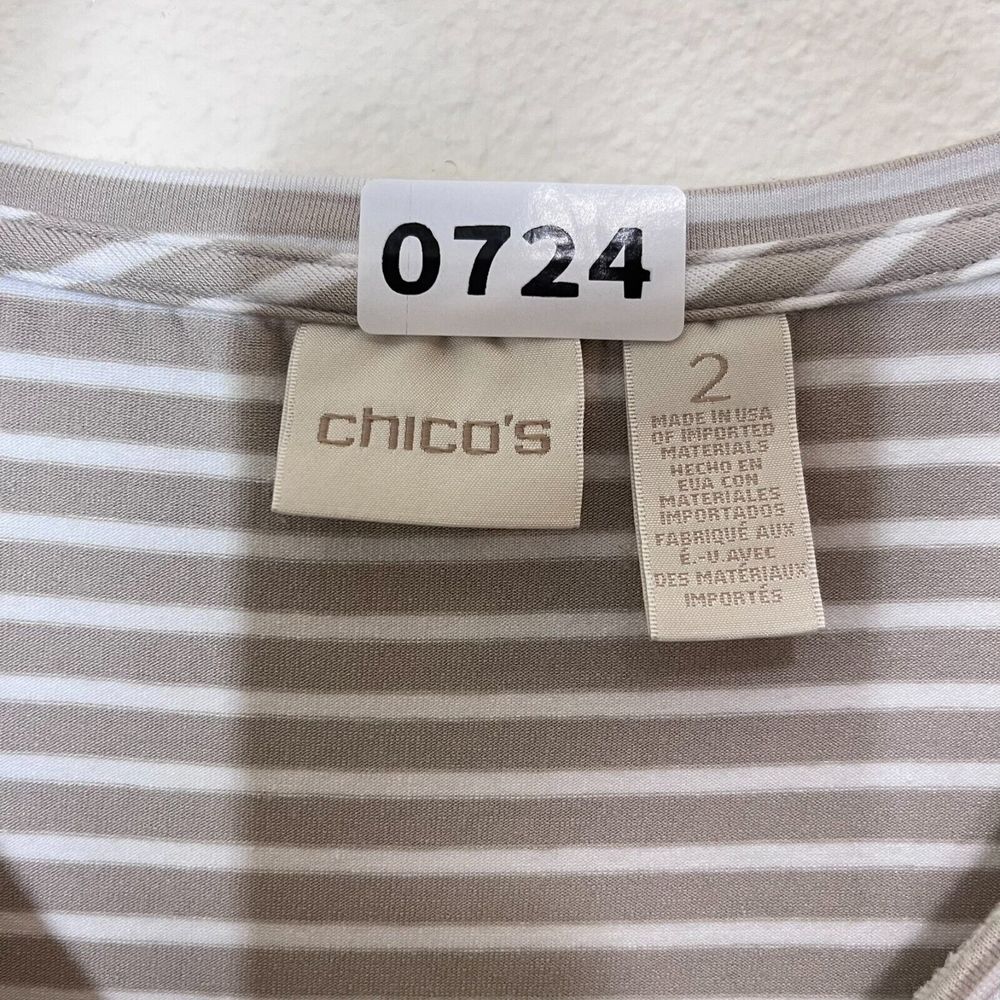 0724
chico's
2
MADE IN USA
OF IMPORTED
MATERIALS
HECHO EN
EUA CON
MATERIALES
IMPORTADOS
FABRIQUÉ AUX
É.-U. AVEC
DES MATÉRIAUX
IMPORTÉS